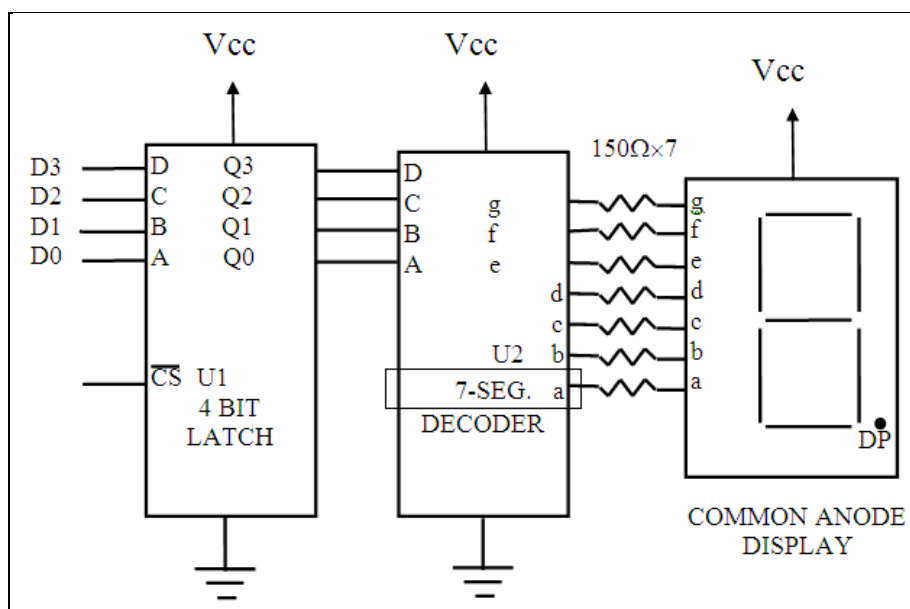 Vcc
Vcc
Vcc
150Ω×7
D3 D Q3 D
D2 C Q2 C g g
D1 B Q1 B f f
D0 A Q0 A e e
d d
c c
U2 b b
CS U1 7-SEG. a a
4 BIT
LATCH
DECODER
DP
COMMON ANODE
DISPLAY